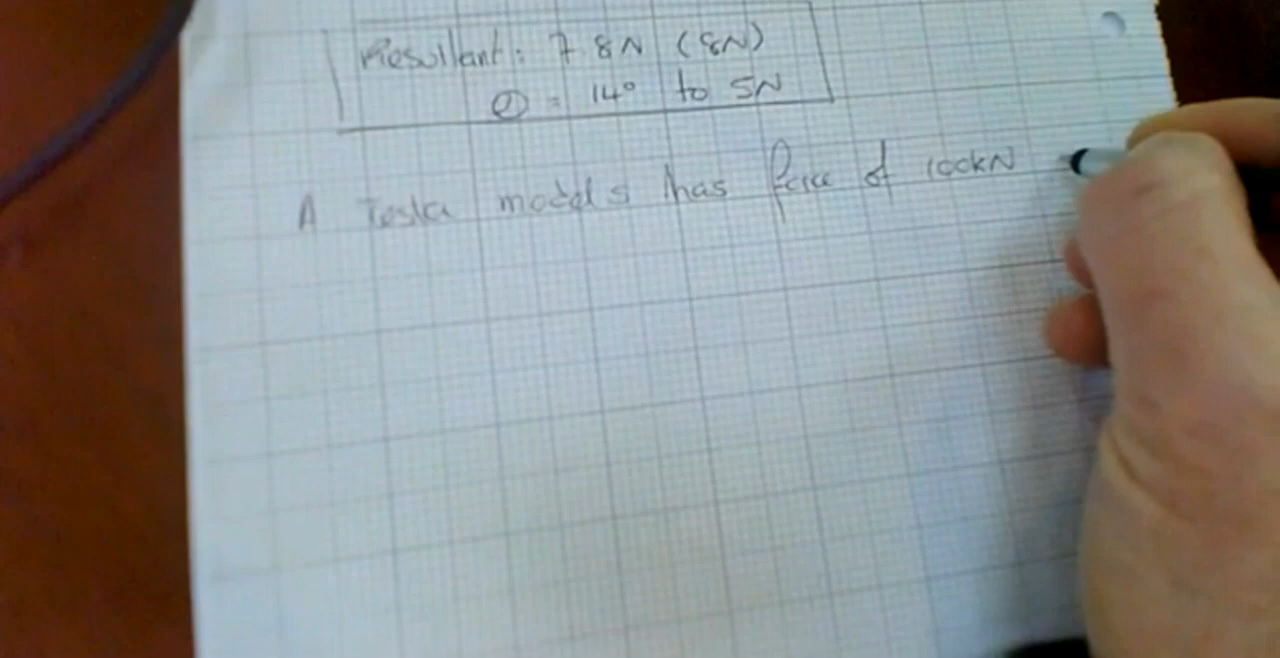 Resultant: 7.8N (8N)
θ = 14° to 5N
A Tesla model s has force of 100kN